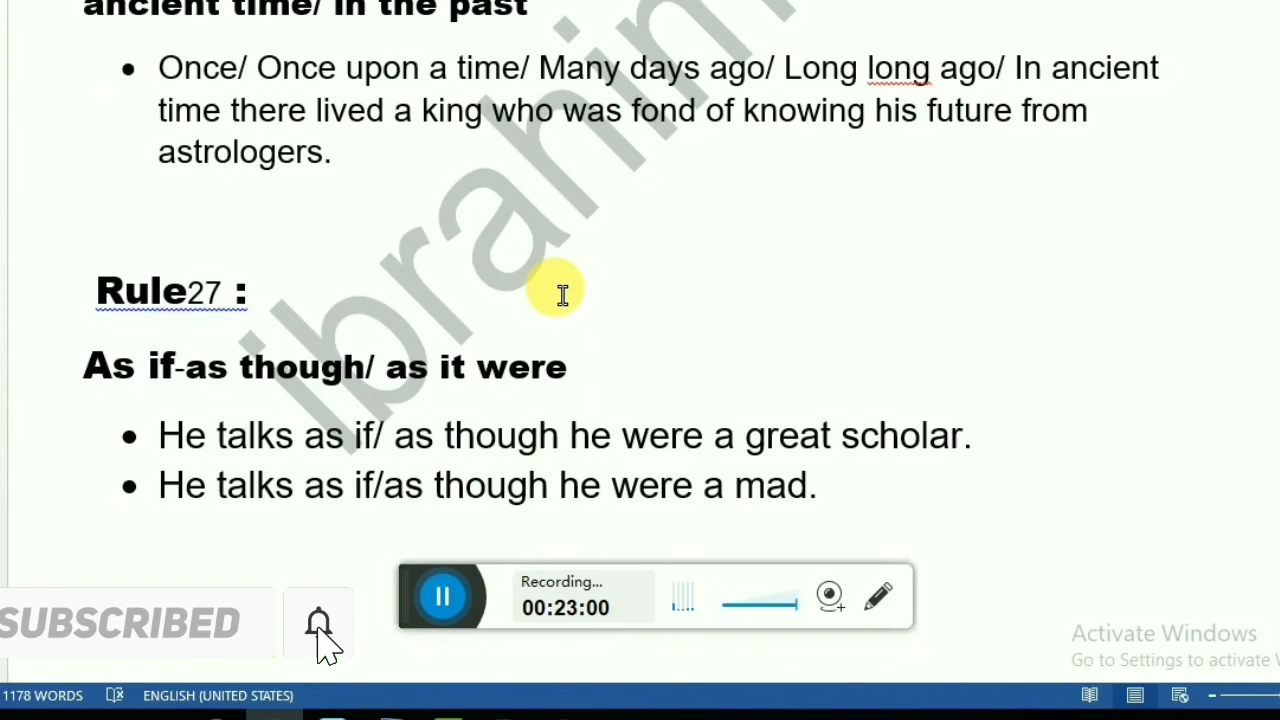 ancient time/ in the past
• Once/ Once upon a time/ Many days ago/ Long long ago/ In ancient
time there lived a king who was fond of knowing his future from
astrologers.
ibrahim
Rule27 :
As if-as though/ as it were
• He talks as if/ as though he were a great scholar.
• He talks as if/as though he were a mad.
Recording...
00:23:00
SUBSCRIBED
Activate Windows
Go to Settings to activate
1178 WORDS
ENGLISH (UNITED STATES)